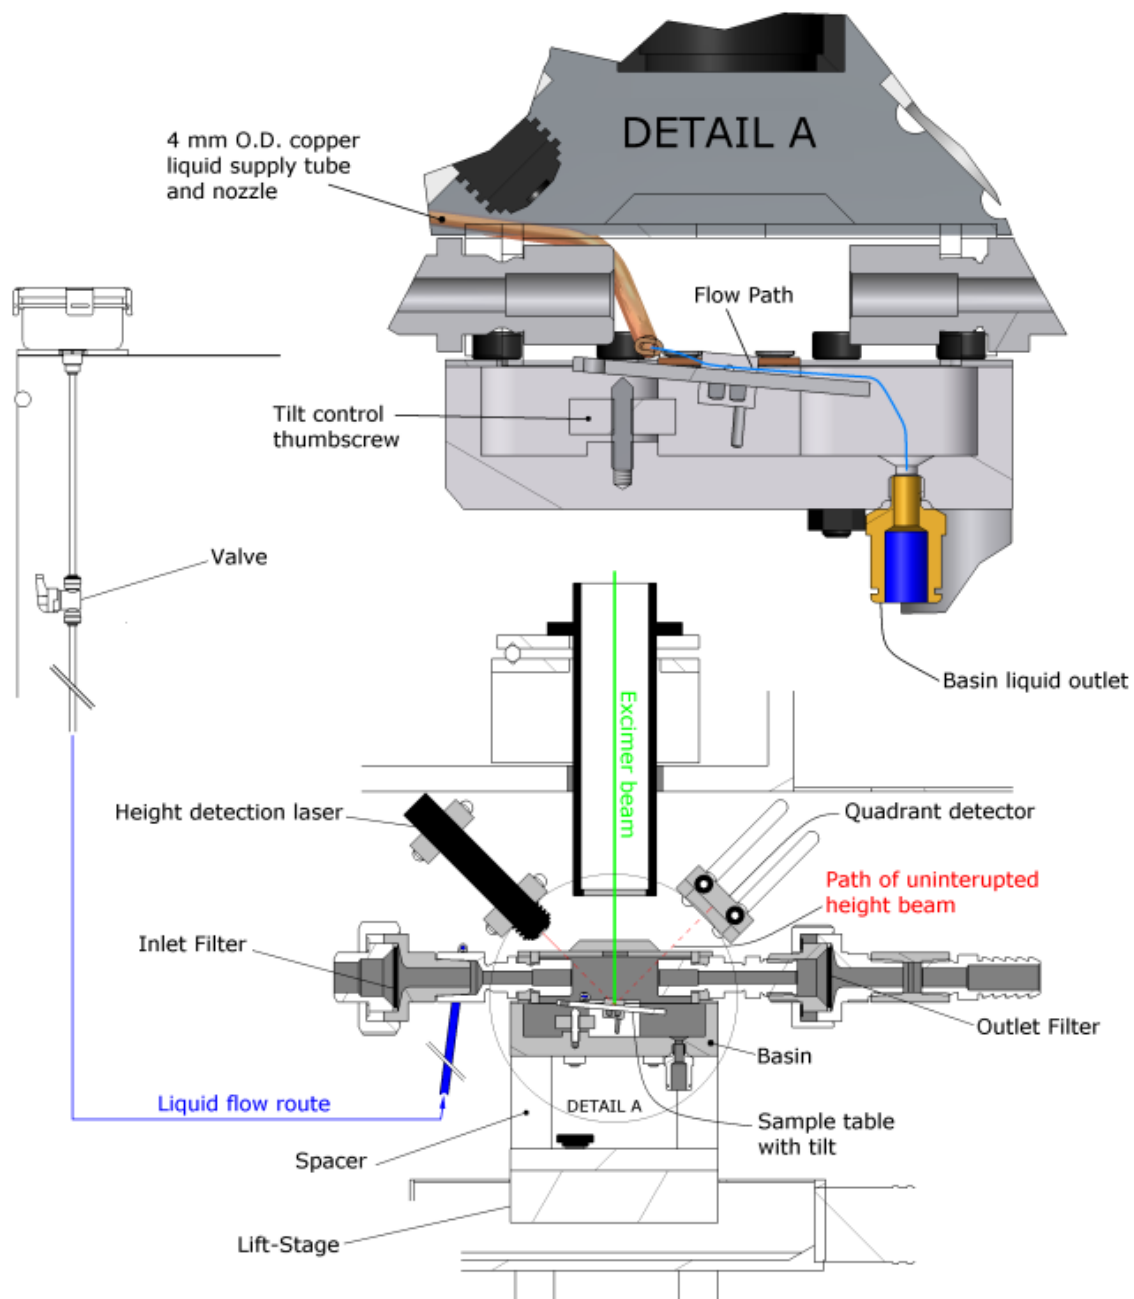 DETAIL A
4 mm O.D. copper
liquid supply tube
and nozzle
Flow Path
Tilt control
thumbscrew
Valve
Basin liquid outlet
Excimer beam
Height detection laser
Quadrant detector
Path of uninterupted
height beam
Inlet Filter
Outlet Filter
Basin
Liquid flow route
DETAIL A
Sample table
with tilt
Spacer
Lift-Stage